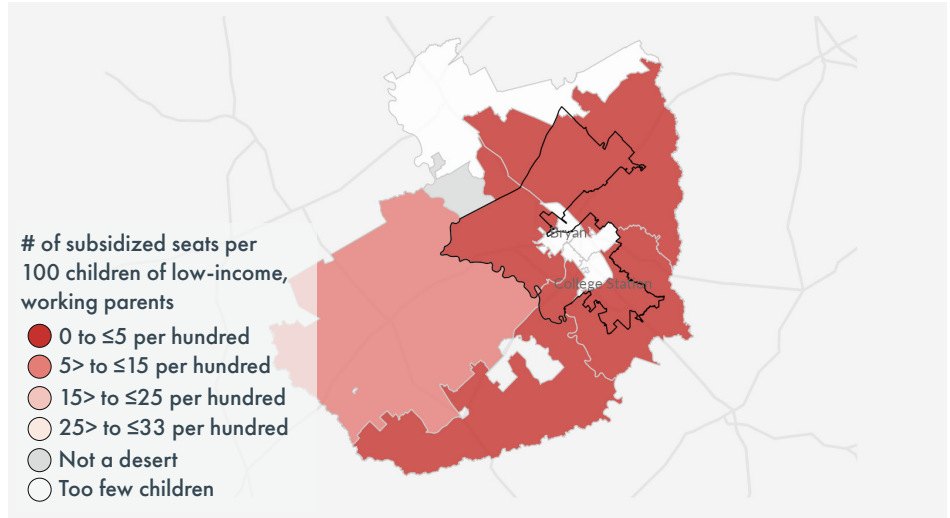 Bryan
College Station
# of subsidized seats per
100 children of low-income,
working parents
0 to ≤5 per hundred
5> to ≤15 per hundred
15> to ≤25 per hundred
25> to ≤33 per hundred
Not a desert
Too few children